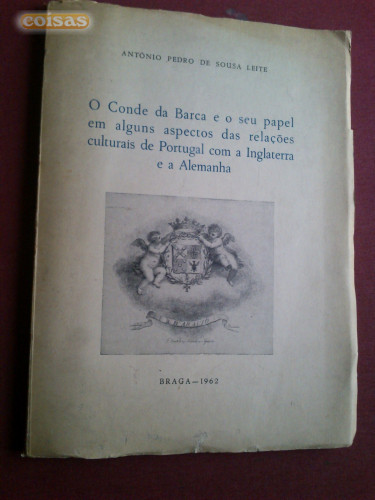 coisas
ANTÓNIO PEDRO DE SOUSA LEITE
O Conde da Barca e o seu papel
em alguns aspectos das relações
culturais de Portugal com a Inglaterra
e a Alemanha
BRAGA—1962